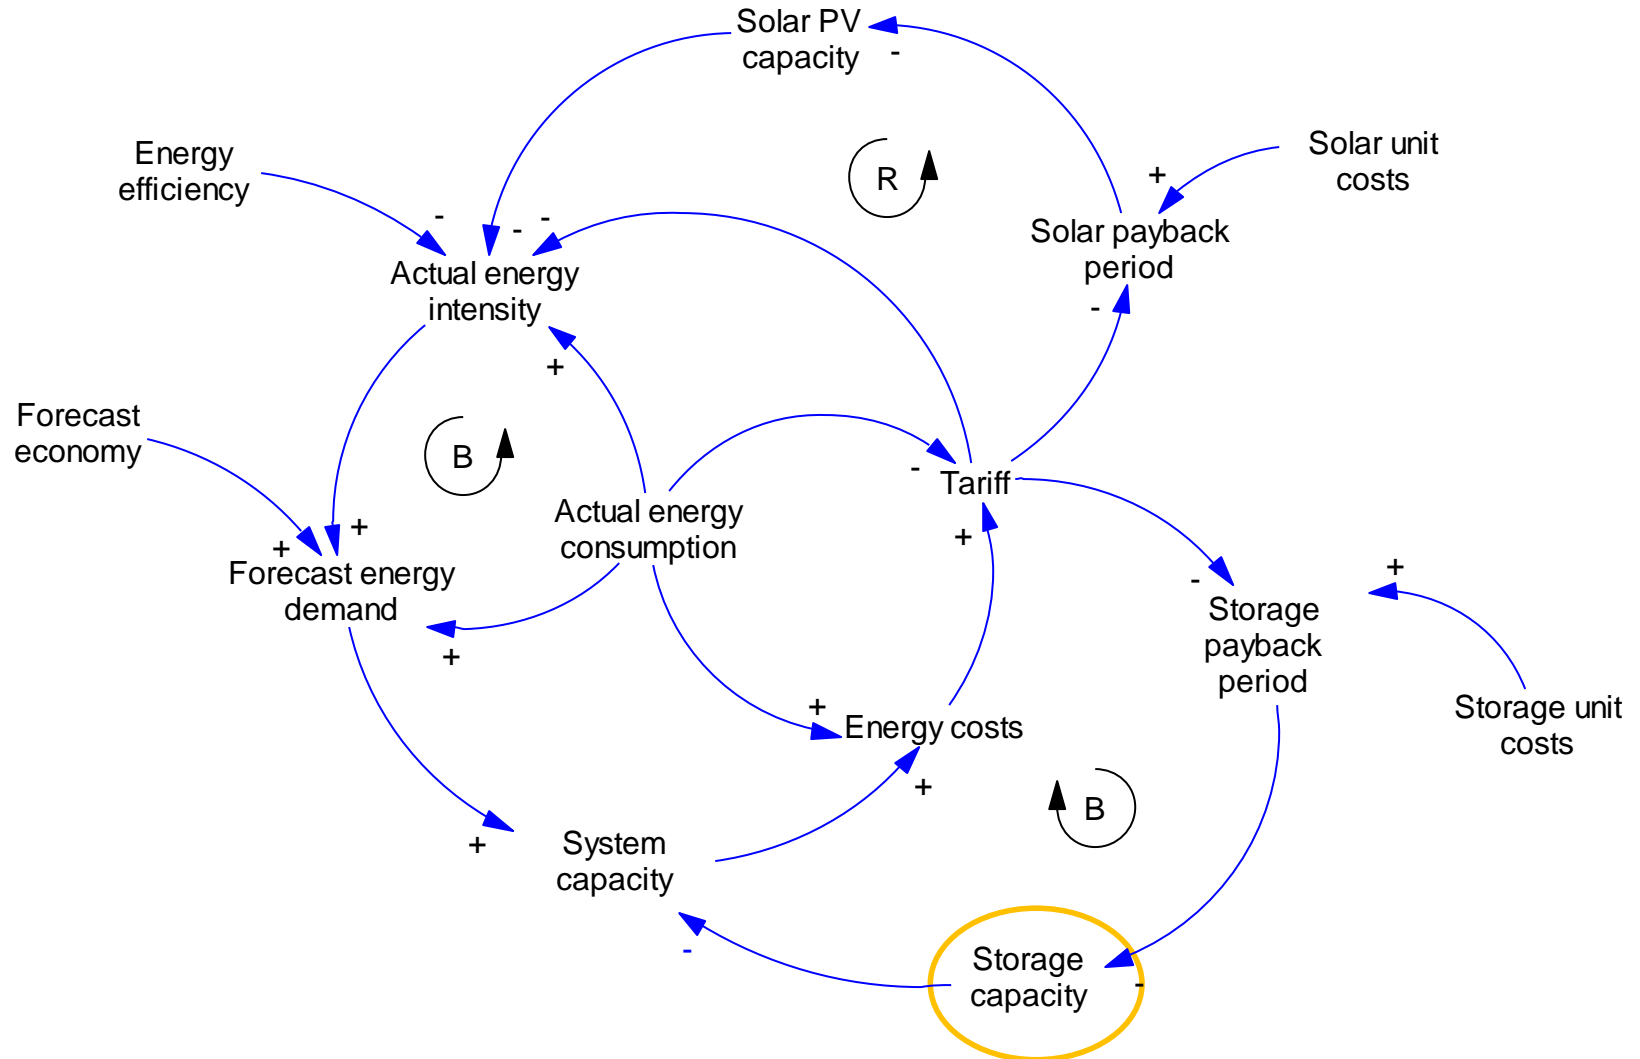 Solar PV
capacity
-
Energy
efficiency
Solar unit
costs
R
+
-
-
-
Solar payback
period
Actual energy
intensity
-
+
Forecast
economy
B
-
Tariff
Actual energy
consumption
+
+
+
Forecast energy
demand
+
-
+
Storage
payback
period
+
Energy costs
Storage unit
costs
+
B
+
System
capacity
-
Storage
capacity
-